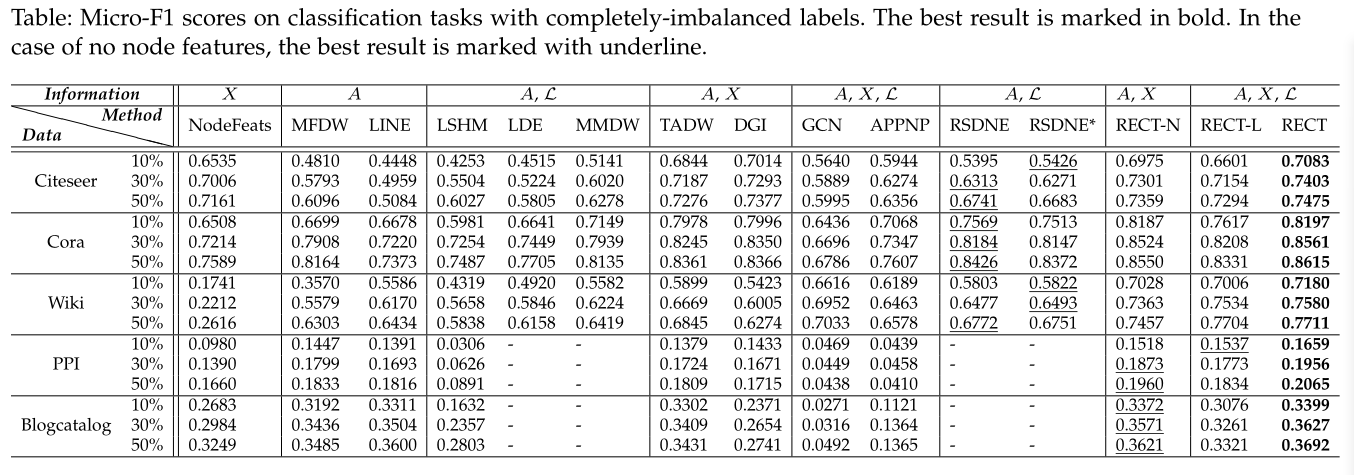 Table: Micro-F1 scores on classification tasks with completely-imbalanced labels. The best result is marked in bold. In the
case of no node features, the best result is marked with underline.
Information X A A, ℒ A, X A, X, ℒ A, ℒ A, X A, X, ℒ
Method
Data
NodeFeats MFDW LINE LSHM LDE MMDW TADW DGI GCN APPNP RSDNE RSDNE* RECT-N RECT-L RECT
10% 0.6535 0.4810 0.4448 0.4253 0.4515 0.5141 0.6844 0.7014 0.5640 0.5944 0.5395 0.5426 0.6975 0.6601 0.7083
Citeseer 30% 0.7006 0.5793 0.4959 0.5504 0.5224 0.6020 0.7187 0.7293 0.5889 0.6274 0.6313 0.6271 0.7301 0.7154 0.7403
50% 0.7161 0.6096 0.5084 0.6027 0.5805 0.6278 0.7276 0.7377 0.5995 0.6356 0.6741 0.6683 0.7359 0.7294 0.7475
10% 0.6508 0.6699 0.6678 0.5981 0.6641 0.7149 0.7978 0.7996 0.6436 0.7068 0.7569 0.7513 0.8187 0.7617 0.8197
Cora 30% 0.7214 0.7908 0.7220 0.7254 0.7449 0.7939 0.8245 0.8350 0.6696 0.7347 0.8184 0.8147 0.8524 0.8208 0.8561
50% 0.7589 0.8164 0.7373 0.7487 0.7705 0.8135 0.8361 0.8366 0.6786 0.7607 0.8426 0.8372 0.8550 0.8331 0.8615
10% 0.1741 0.3570 0.5586 0.4319 0.4920 0.5582 0.5899 0.5423 0.6616 0.6189 0.5803 0.5822 0.7028 0.7006 0.7180
Wiki 30% 0.2212 0.5579 0.6170 0.5658 0.5846 0.6224 0.6669 0.6005 0.6952 0.6463 0.6477 0.6493 0.7363 0.7534 0.7580
50% 0.2616 0.6303 0.6434 0.5838 0.6158 0.6419 0.6845 0.6274 0.7033 0.6578 0.6772 0.6751 0.7457 0.7704 0.7711
10% 0.0980 0.1447 0.1391 0.0306 - - 0.1379 0.1433 0.0469 0.0439 - - 0.1518 0.1537 0.1659
PPI 30% 0.1390 0.1799 0.1693 0.0626 - - 0.1724 0.1671 0.0449 0.0458 - - 0.1873 0.1773 0.1956
50% 0.1660 0.1833 0.1816 0.0891 - - 0.1809 0.1715 0.0438 0.0410 - - 0.1960 0.1834 0.2065
10% 0.2683 0.3192 0.3311 0.1632 - - 0.3302 0.2371 0.0271 0.1121 - - 0.3372 0.3076 0.3399
Blogcatalog 30% 0.2984 0.3436 0.3504 0.2357 - - 0.3409 0.2654 0.0316 0.1364 - - 0.3571 0.3261 0.3627
50% 0.3249 0.3485 0.3600 0.2803 - - 0.3431 0.2741 0.0492 0.1365 - - 0.3621 0.3321 0.3692